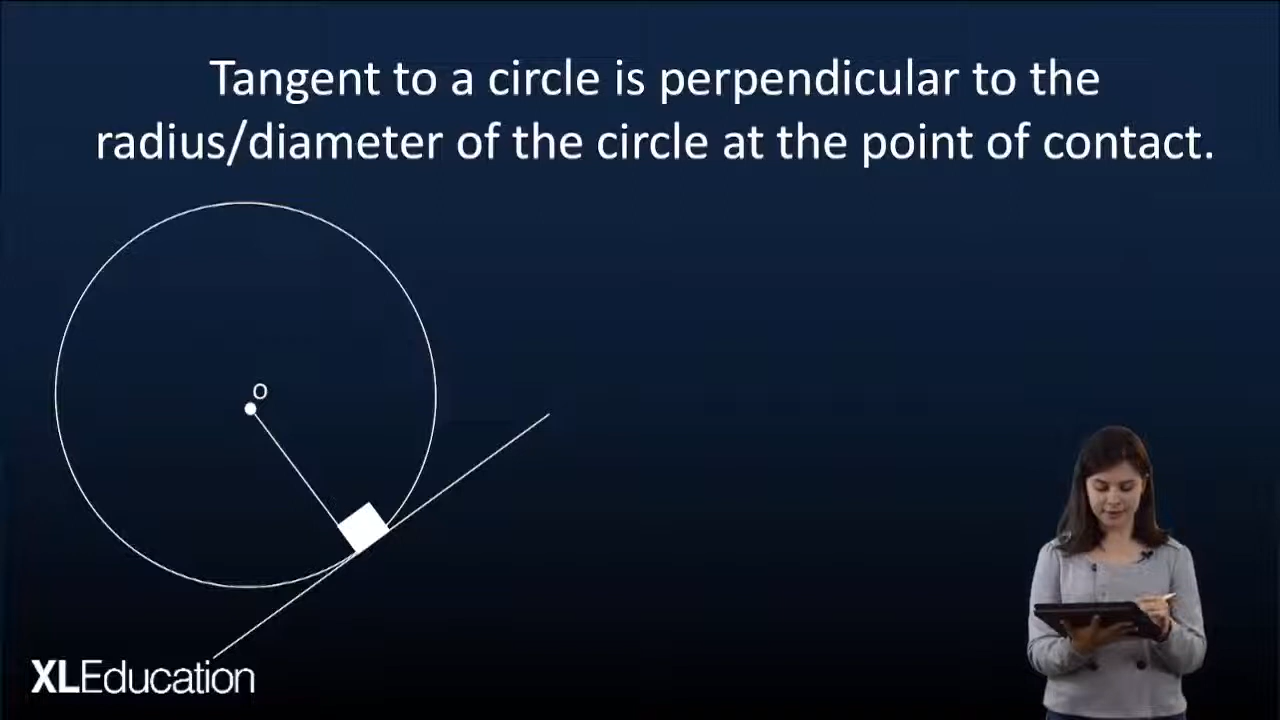 Tangent to a circle is perpendicular to the
radius/diameter of the circle at the point of contact.
O
XLEducation